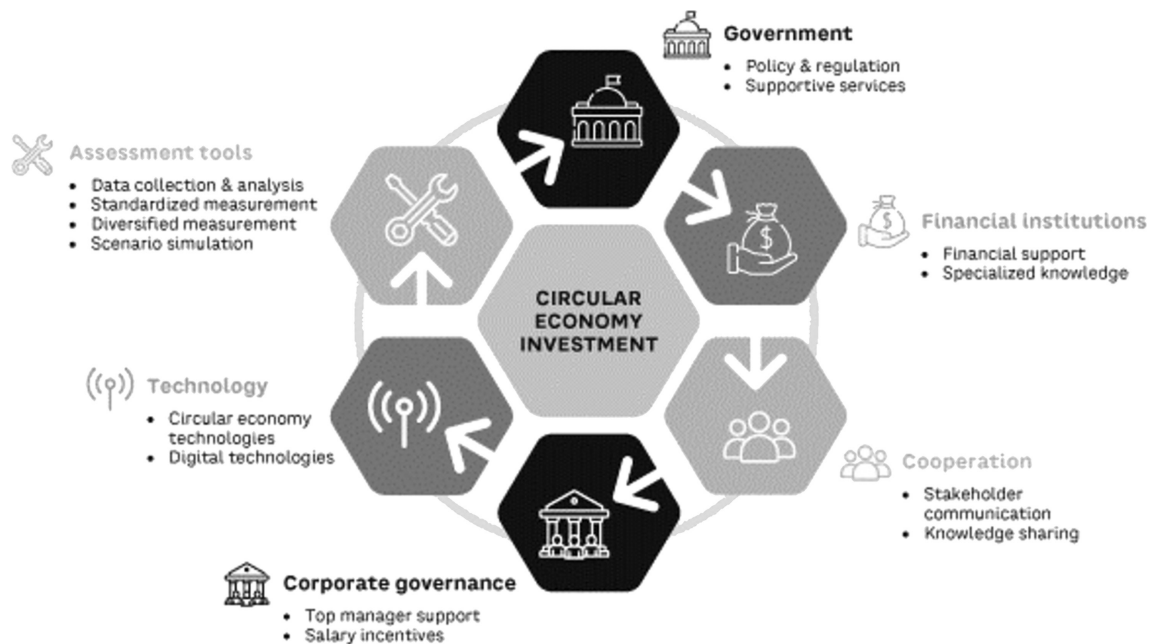 Government
• Policy & regulation
• Supportive services
Assessment tools
• Data collection & analysis
• Standardized measurement
• Diversified measurement
• Scenario simulation
$
$
Financial institutions
• Financial support
• Specialized knowledge
CIRCULAR
ECONOMY
INVESTMENT
Technology
• Circular economy
technologies
• Digital technologies
Cooperation
• Stakeholder
communication
• Knowledge sharing
Corporate governance
• Top manager support
• Salary incentives